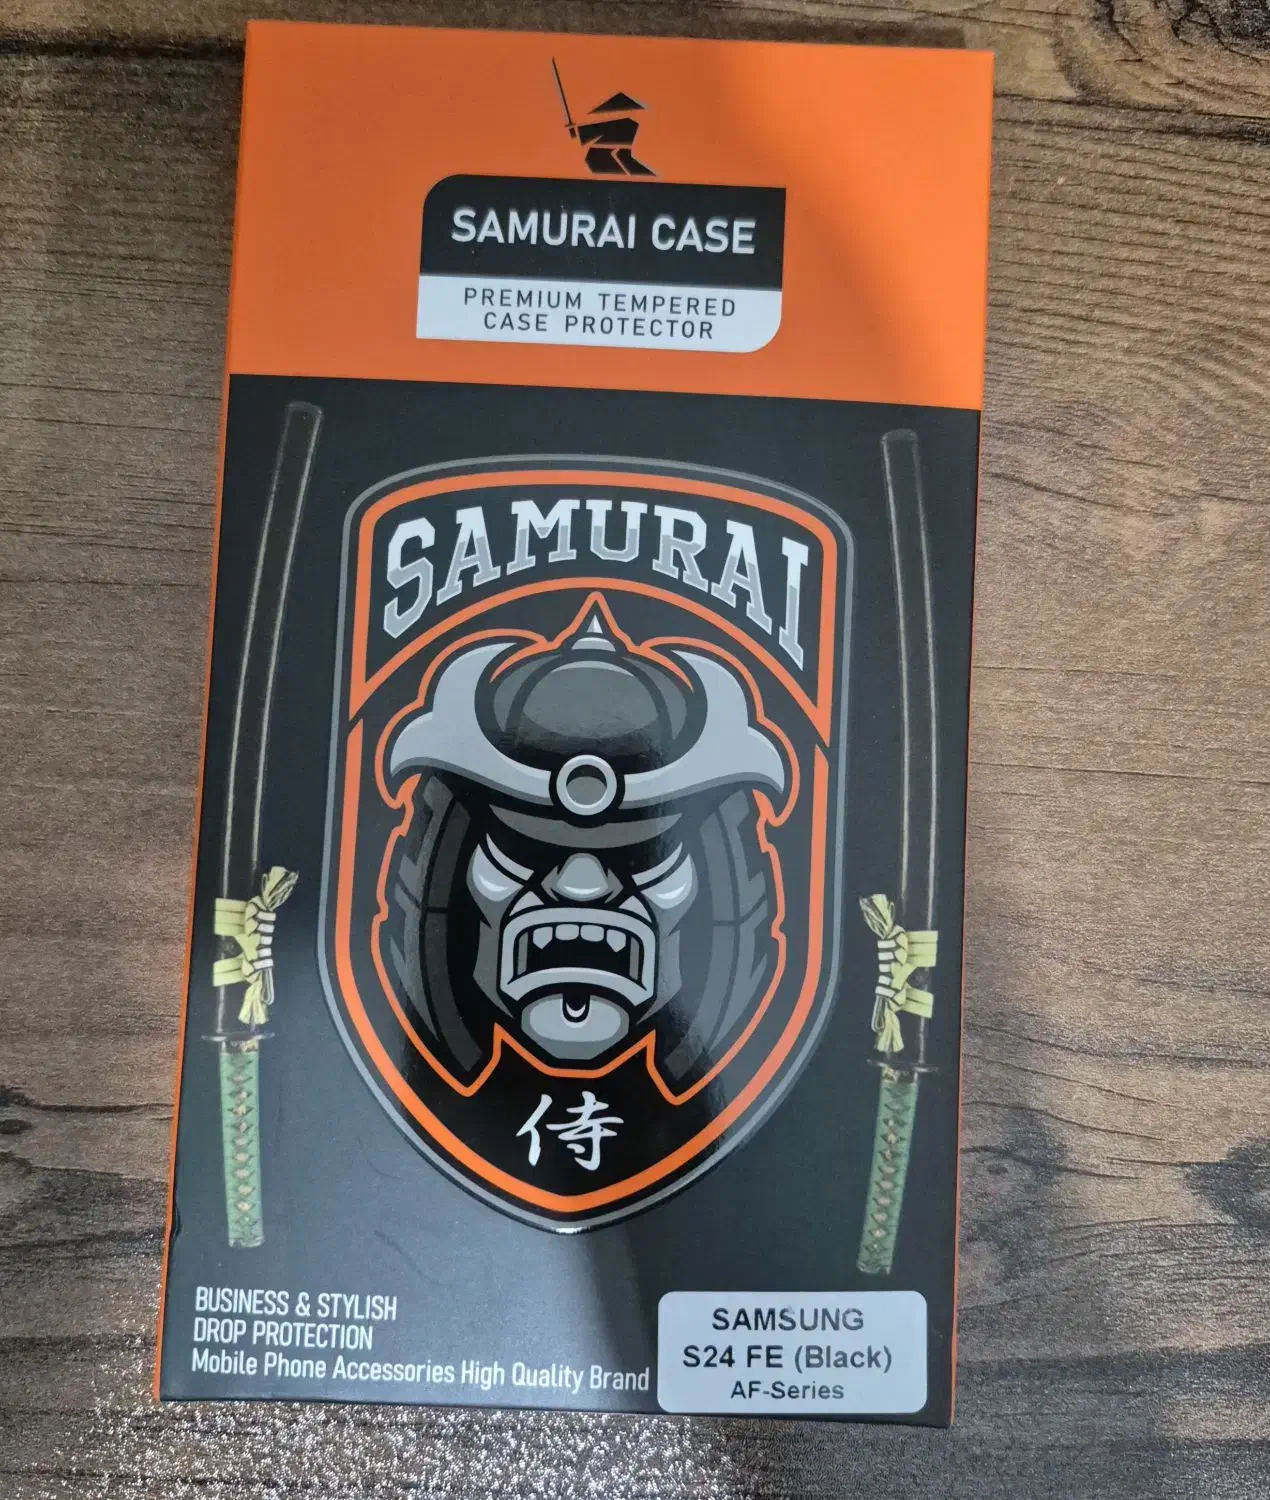 SAMURAI CASE
PREMIUM TEMPERED
CASE PROTECTOR
SAMURAI
侍
BUSINESS & STYLISH
DROP PROTECTION
Mobile Phone Accessories High Quality Brand
SAMSUNG
S24 FE (Black)
AF-Series